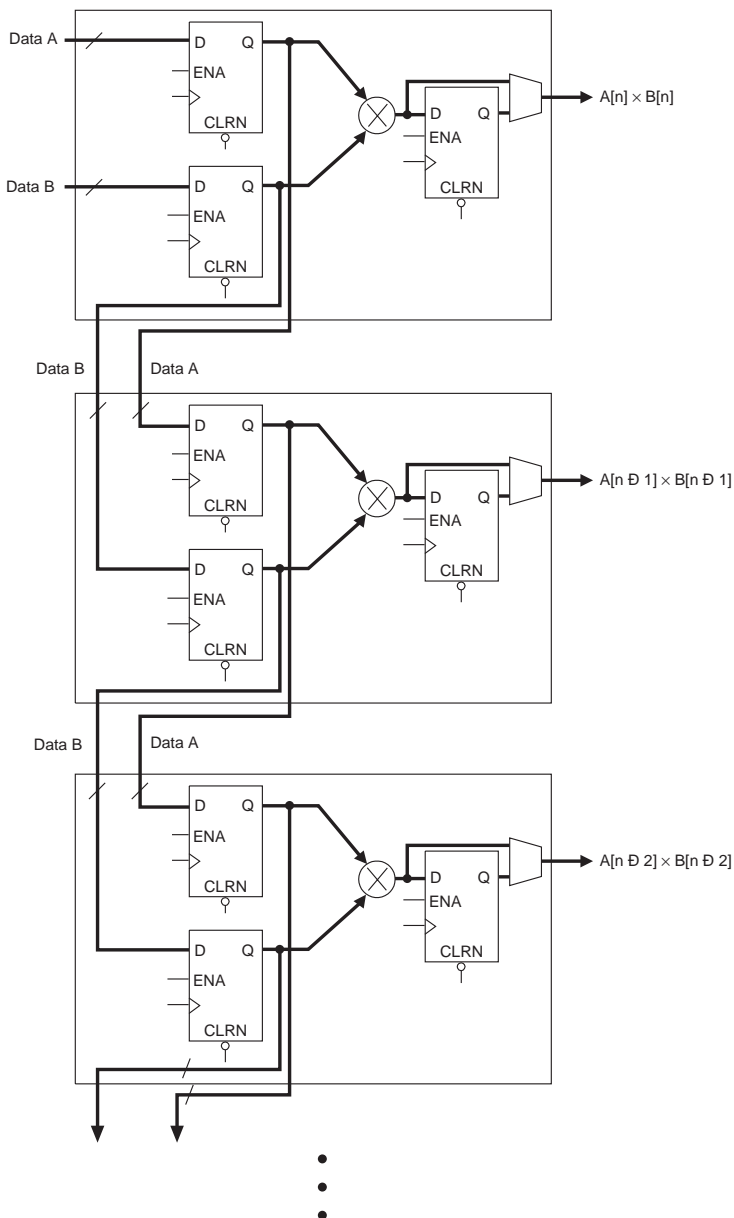 Data A
D Q
ENA
CLRN
D Q
ENA
CLRN
A[n] × B[n]
Data B
D Q
ENA
CLRN
Data B
Data A
D Q
ENA
CLRN
D Q
ENA
CLRN
A[n Ð 1] × B[n Ð 1]
D Q
ENA
CLRN
Data B
Data A
D Q
ENA
CLRN
D Q
ENA
CLRN
A[n Ð 2] × B[n Ð 2]
D Q
ENA
CLRN